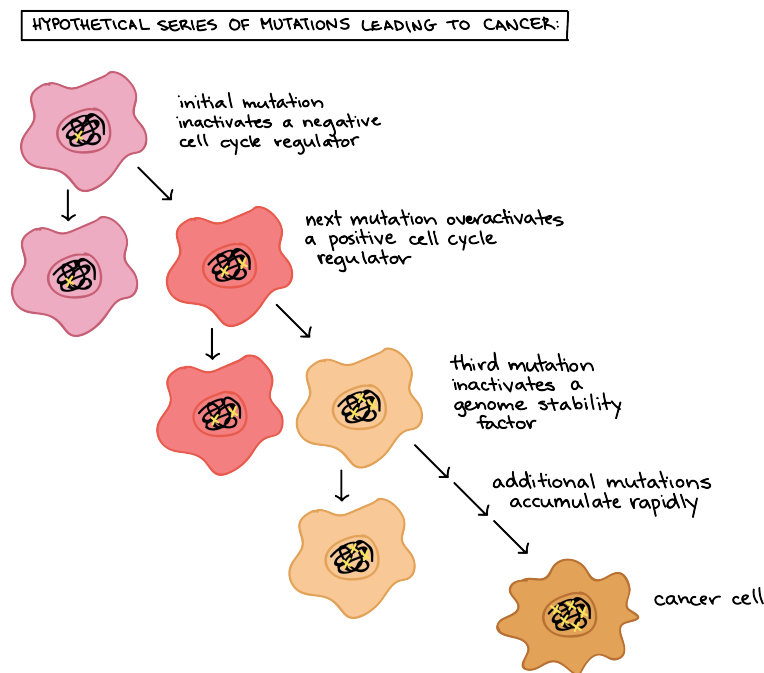 HYPOTHETICAL SERIES OF MUTATIONS LEADING TO CANCER:
initial mutation
inactivates a negative
cell cycle regulator
next mutation overactivates
a positive cell cycle
regulator
third mutation
inactivates a
genome stability
factor
additional mutations
accumulate rapidly
cancer cell